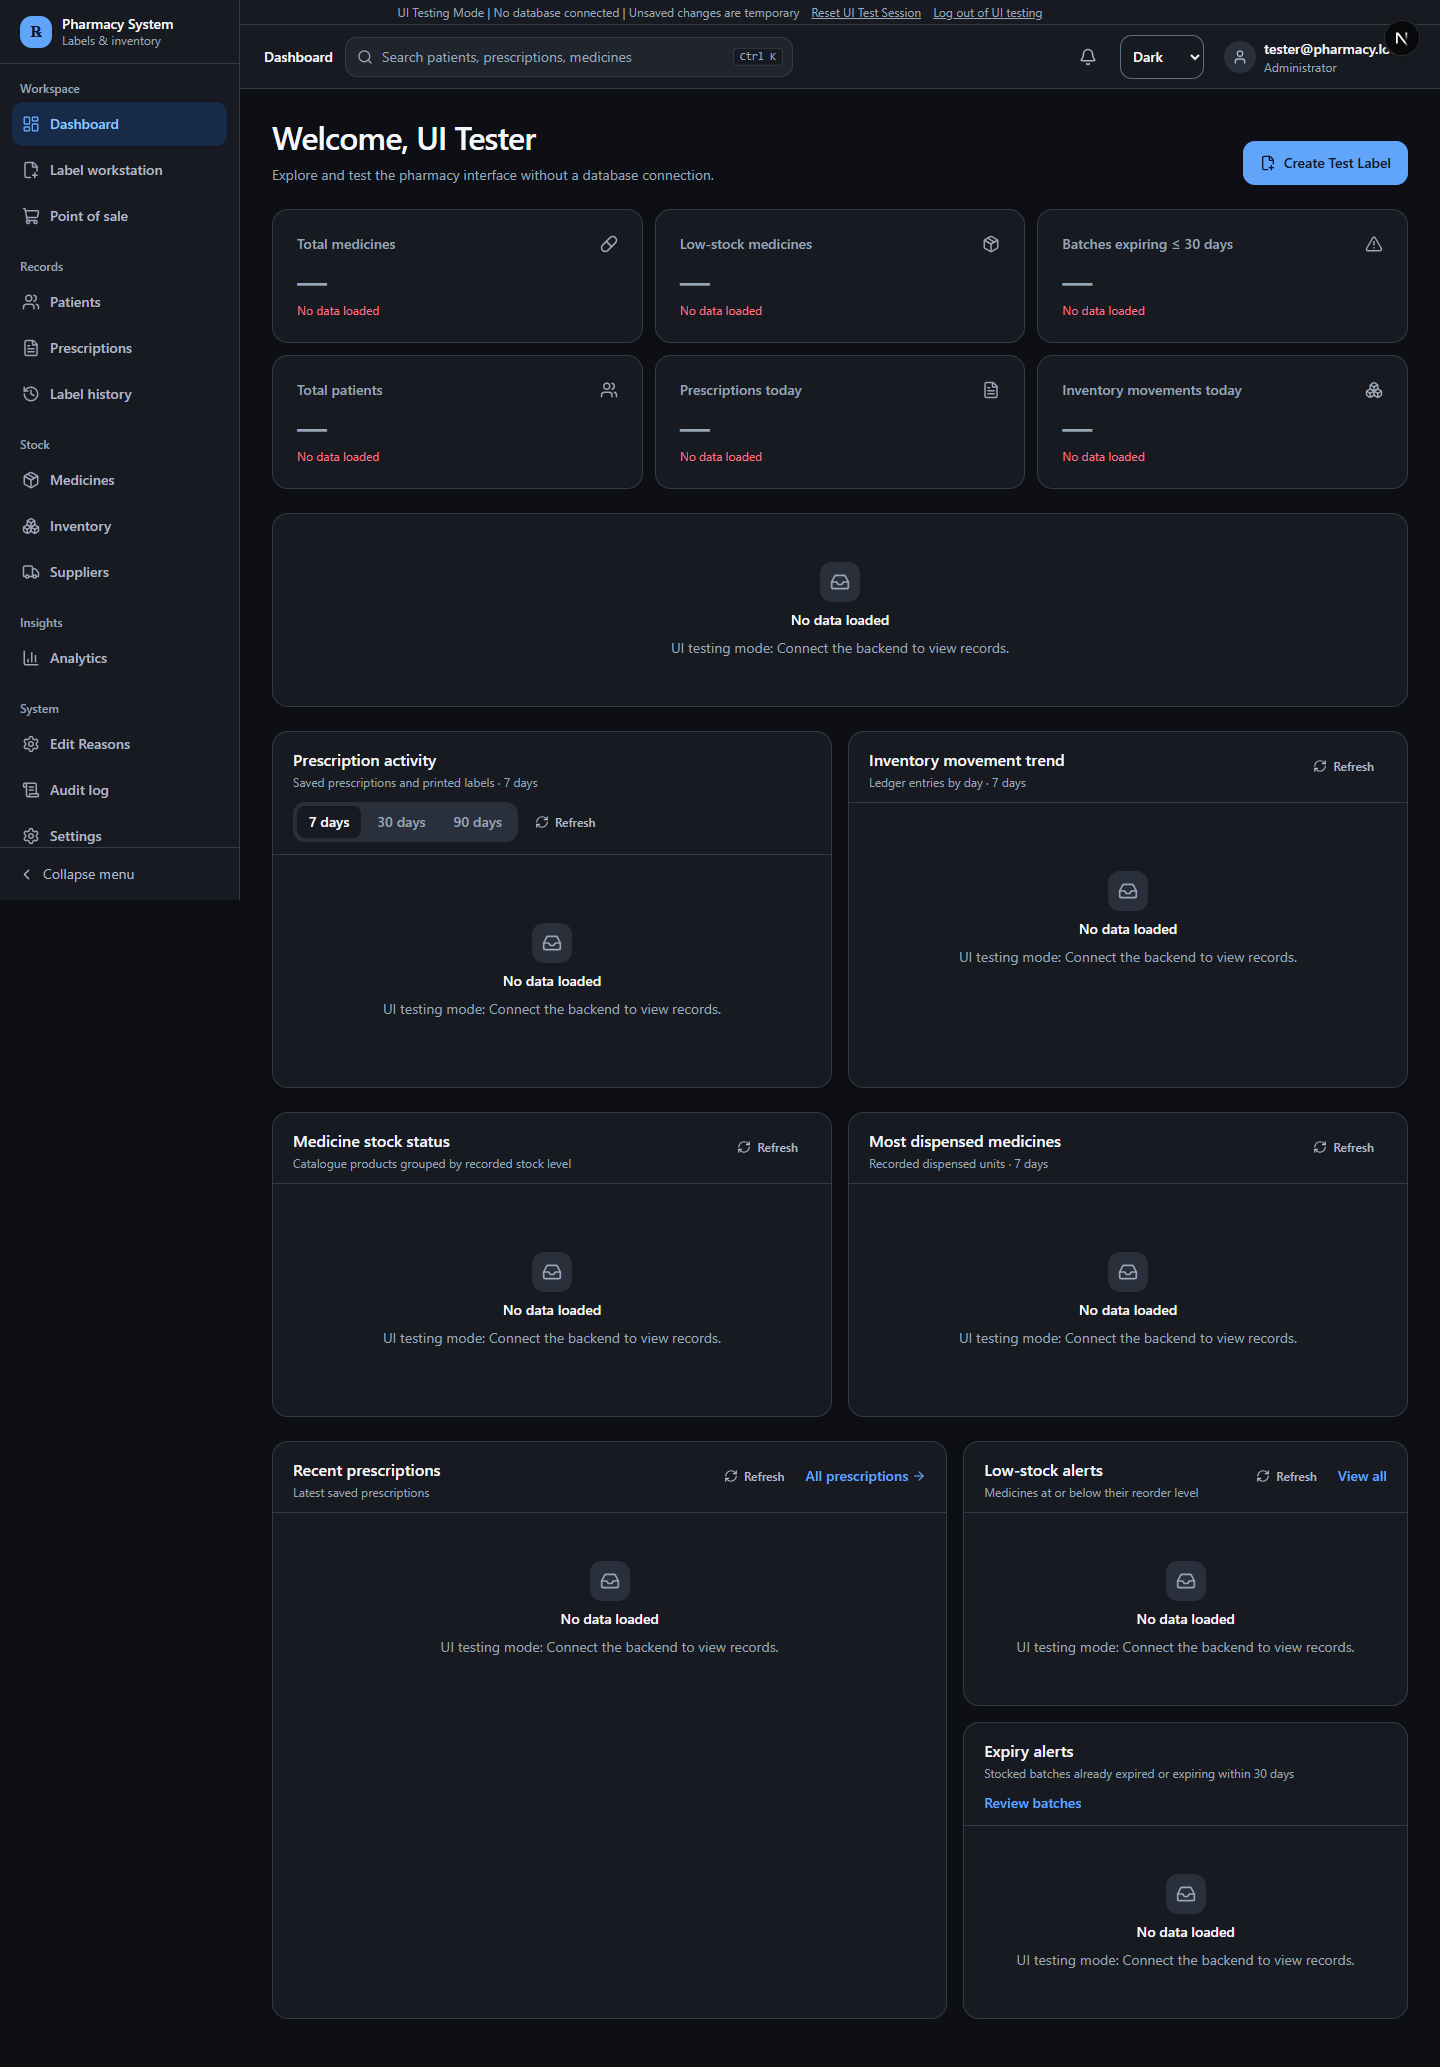 UI Testing Mode | No database connected | Unsaved changes are temporary Reset UI Test Session Log out of UI testing
℞
Pharmacy System
Labels & inventory
Workspace
Dashboard
Label workstation
Point of sale
Records
Patients
Prescriptions
Label history
Stock
Medicines
Inventory
Suppliers
Insights
Analytics
System
Edit Reasons
Audit log
Settings
Collapse menu
Dashboard
Search patients, prescriptions, medicines
Ctrl K
Dark
tester@pharmacy.lo
N
Administrator
Welcome, UI Tester
Explore and test the pharmacy interface without a database connection.
Create Test Label
Total medicines
—
No data loaded
Low-stock medicines
—
No data loaded
Batches expiring ≤ 30 days
—
No data loaded
Total patients
—
No data loaded
Prescriptions today
—
No data loaded
Inventory movements today
—
No data loaded
No data loaded
UI testing mode: Connect the backend to view records.
Prescription activity
Saved prescriptions and printed labels · 7 days
7 days 30 days 90 days Refresh
No data loaded
UI testing mode: Connect the backend to view records.
Inventory movement trend
Ledger entries by day · 7 days
Refresh
No data loaded
UI testing mode: Connect the backend to view records.
Medicine stock status
Catalogue products grouped by recorded stock level
Refresh
No data loaded
UI testing mode: Connect the backend to view records.
Most dispensed medicines
Recorded dispensed units · 7 days
Refresh
No data loaded
UI testing mode: Connect the backend to view records.
Recent prescriptions
Latest saved prescriptions
Refresh All prescriptions →
No data loaded
UI testing mode: Connect the backend to view records.
Low-stock alerts
Medicines at or below their reorder level
Refresh View all
No data loaded
UI testing mode: Connect the backend to view records.
Expiry alerts
Stocked batches already expired or expiring within 30 days
Review batches
No data loaded
UI testing mode: Connect the backend to view records.